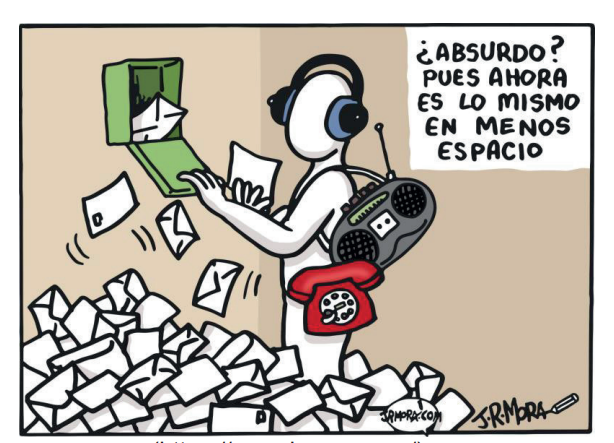 ¿ABSURDO?
PUES AHORA
ES LO MISMO
EN MENOS
ESPACIO
JRMORA.COM
J.R.MORA